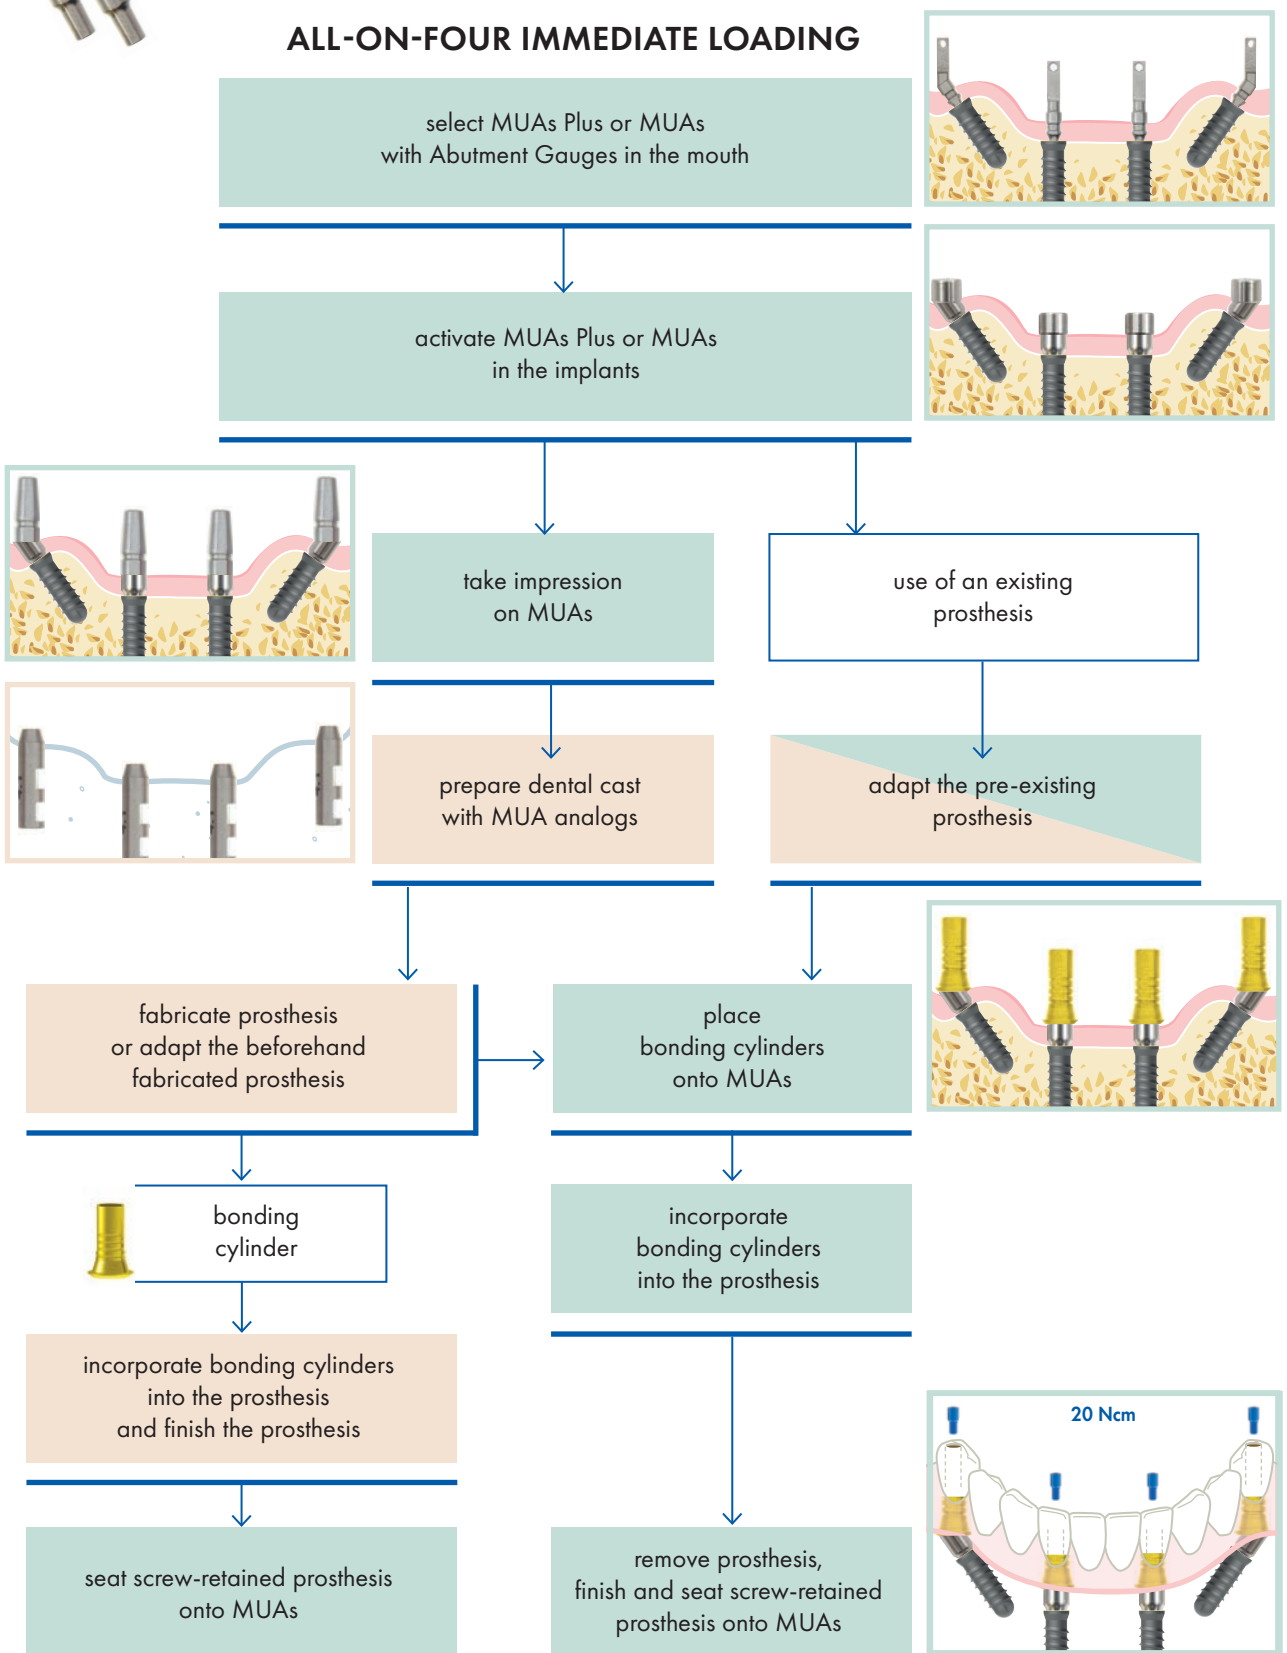 ALL-ON-FOUR IMMEDIATE LOADING
select MUAs Plus or MUAs
with Abutment Gauges in the mouth
activate MUAs Plus or MUAs
in the implants
take impression
on MUAs
use of an existing
prosthesis
prepare dental cast
with MUA analogs
adapt the pre-existing
prosthesis
fabricate prosthesis
or adapt the beforehand
fabricated prosthesis
place
bonding cylinders
onto MUAs
bonding
cylinder
incorporate
bonding cylinders
into the prosthesis
incorporate bonding cylinders
into the prosthesis
and finish the prosthesis
20 Ncm
seat screw-retained prosthesis
onto MUAs
remove prosthesis,
finish and seat screw-retained
prosthesis onto MUAs